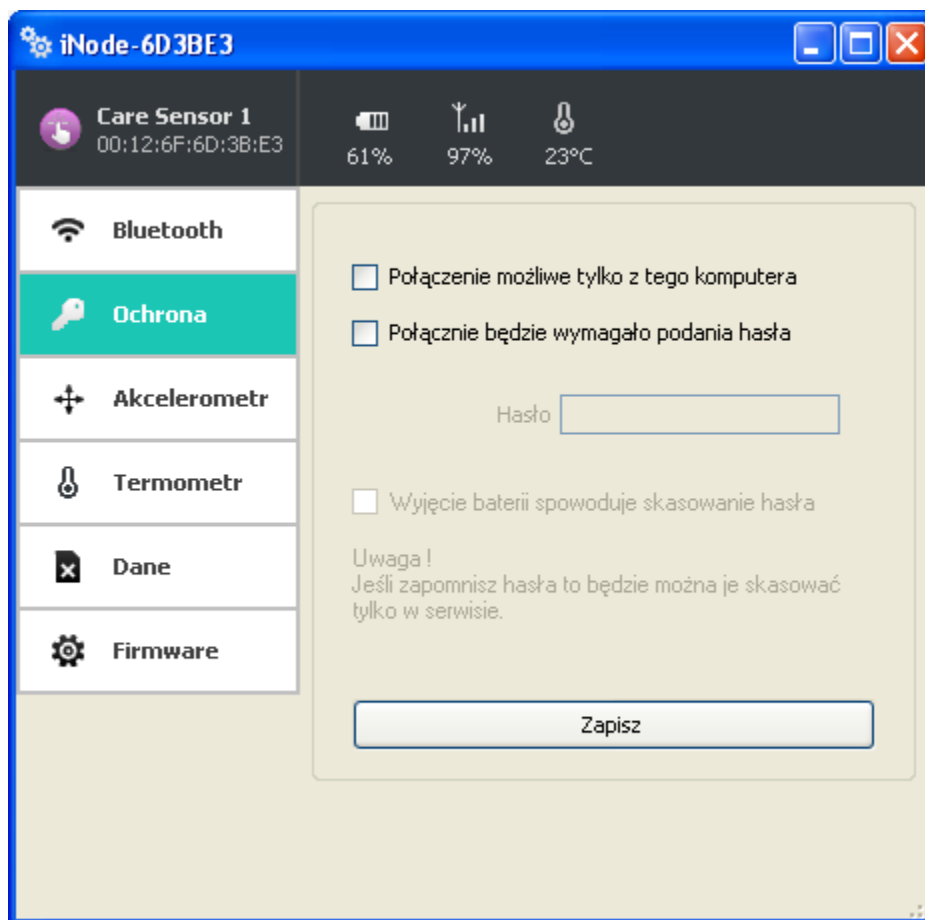 iNode-6D3BE3
Care Sensor 1
00:12:6F:6D:3B:E3
61%
97%
23°C
Bluetooth
Ochrona
Akcelerometr
Termometr
Dane
Firmware
Połączenie możliwe tylko z tego komputera
Połącznie będzie wymagało podania hasła
Hasło
Wyjęcie baterii spowoduje skasowanie hasła
Uwaga !
Jeśli zapomnisz hasła to będzie można je skasować
tylko w serwisie.
Zapisz